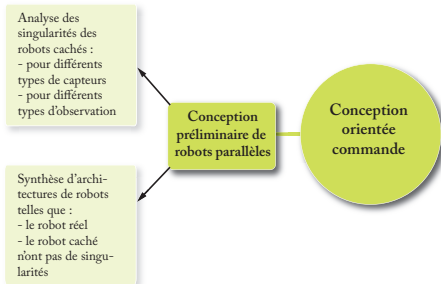 Analyse des
singularités des
robots cachés :
- pour différents
types de capteurs
- pour différents
types d'observation
Conception
préliminaire de
robots parallèles
Conception
orientée
commande
Synthèse d'archi-
tectures de robots
telles que :
- le robot réel
- le robot caché
n'ont pas de singu-
larités